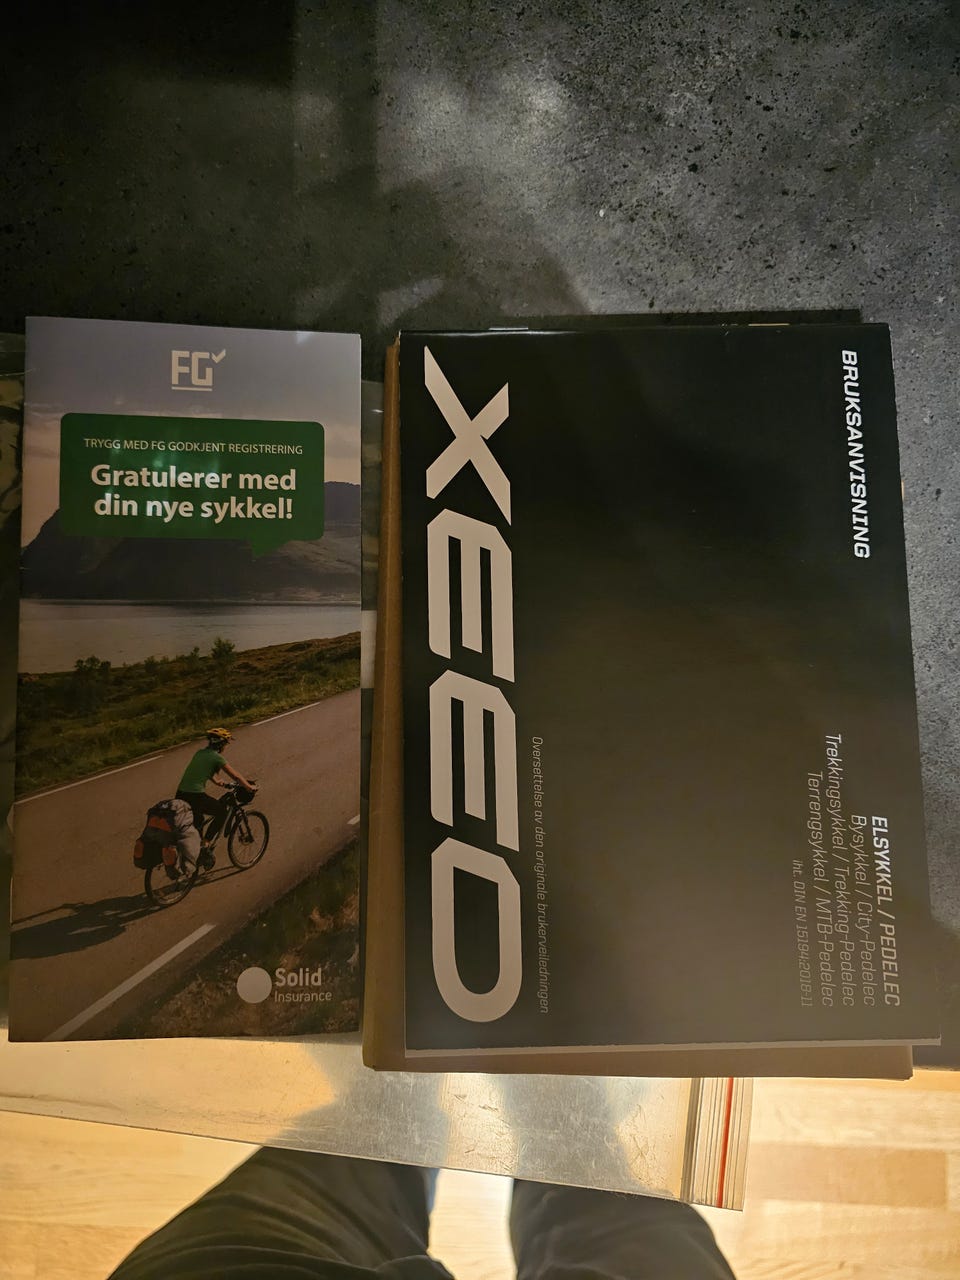 FG
TRYGG MED FG GODKJENT REGISTRERING
Gratulerer med
din nye sykkel!
Solid
Insurance
XEED
Oversettelse av den originale brukerveiledningen
BRUKSANVISNING
ELSYKKEL / PEDELEC
Bysykkel / City-Pedelec
Trekkingsykkel / Trekking-Pedelec
Terrengsykkel / MTB-Pedelec
iht. DIN EN 15194:2018-11